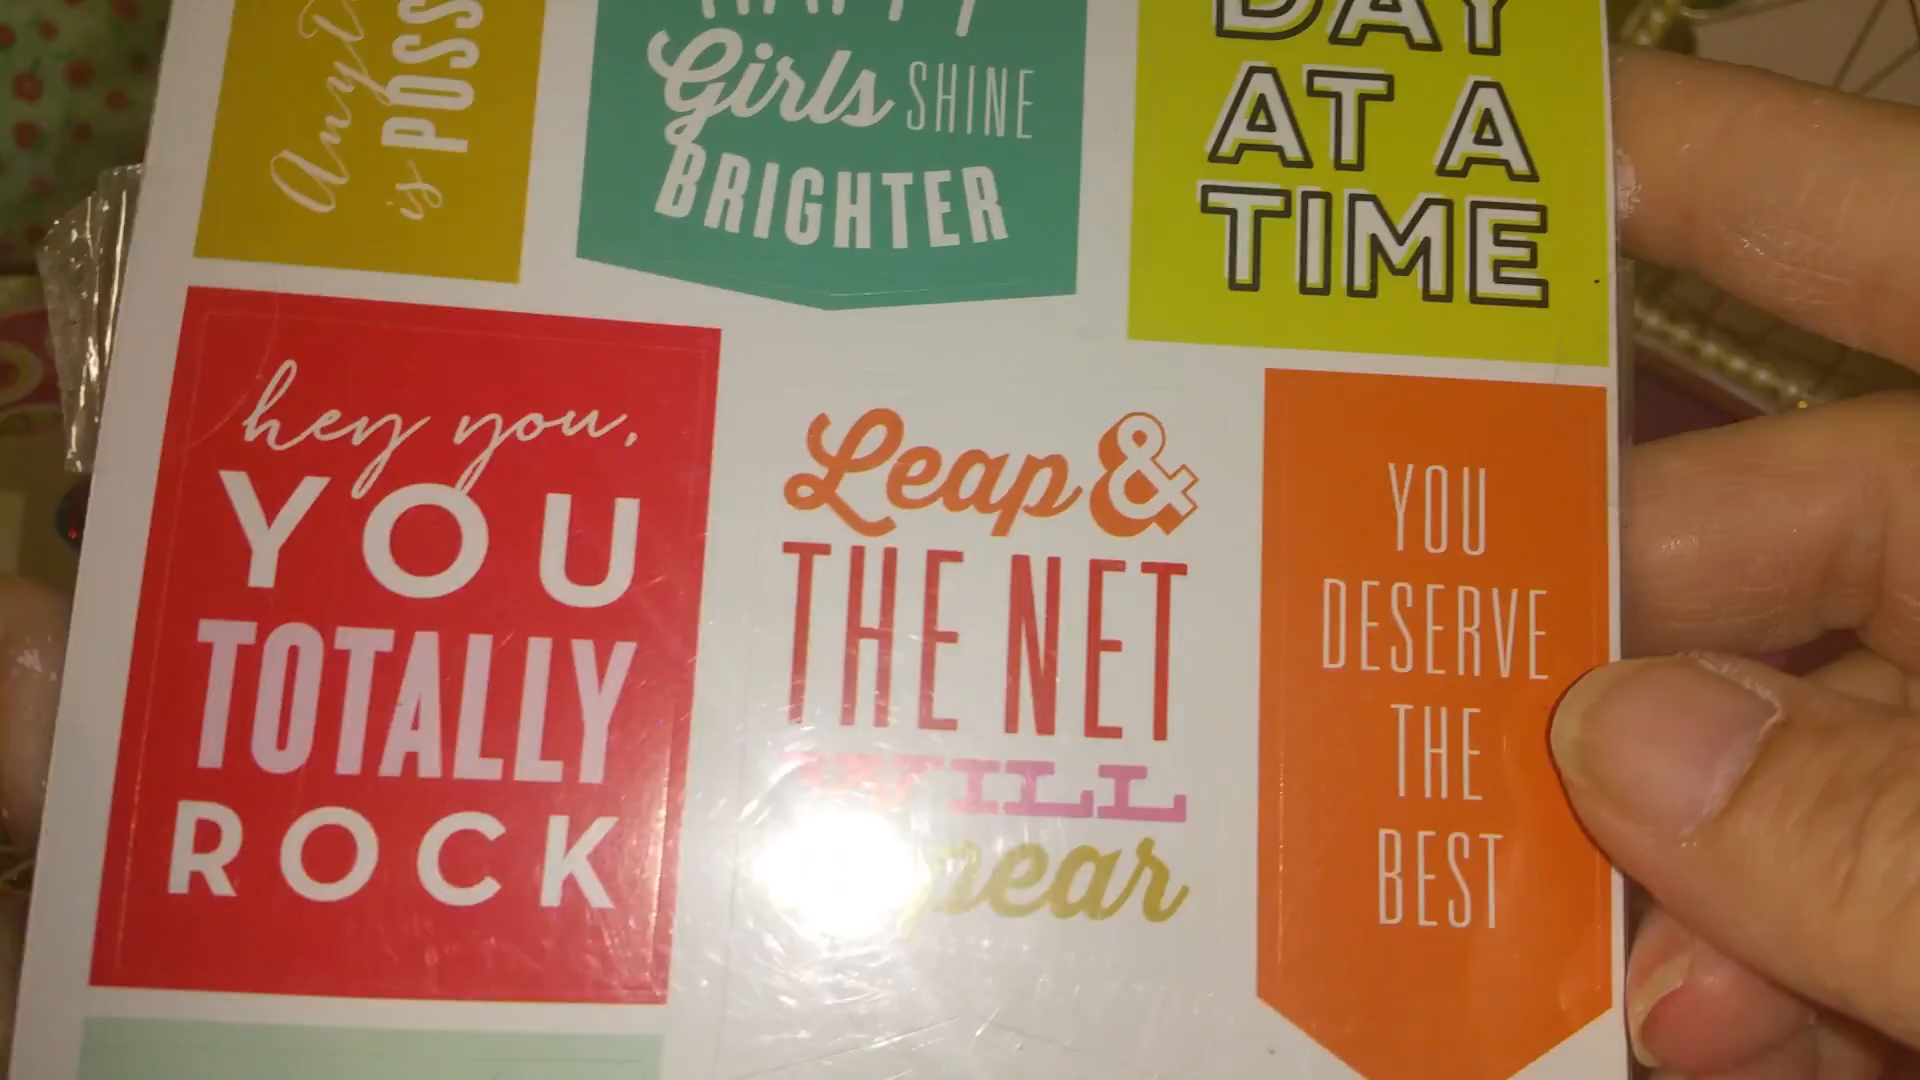 Any
is POSS
Girls SHINE
BRIGHTER
DAY
AT A
TIME
hey you,
YOU
TOTALLY
ROCK
Leap &
THE NET
WILL
YOU
DESERVE
THE
BEST